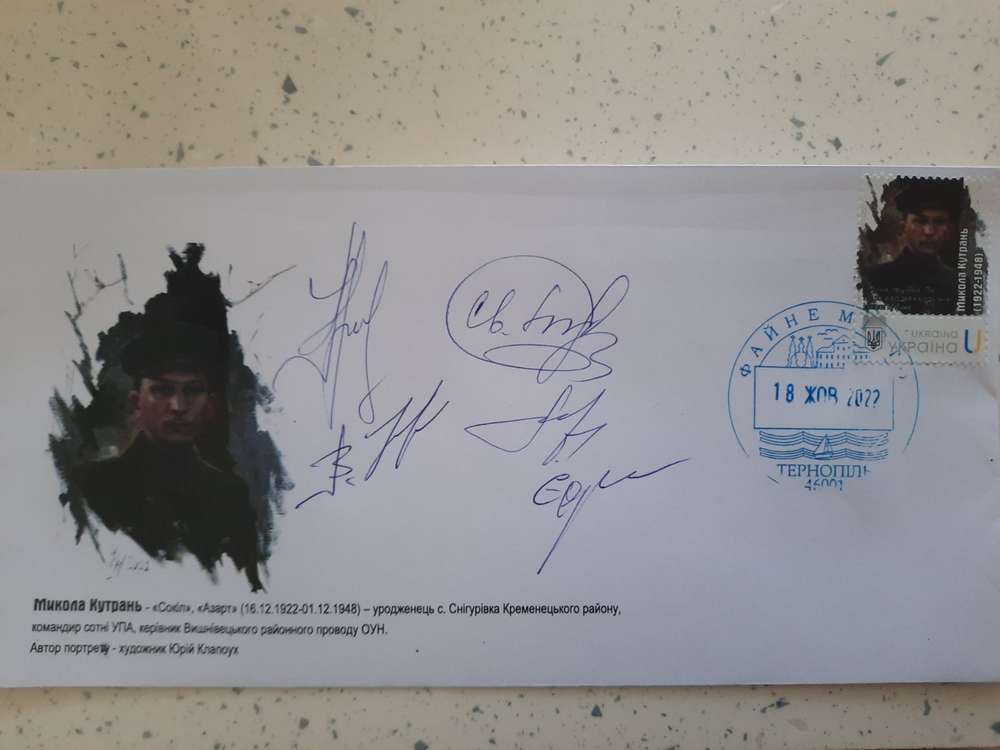 Микола Кутрань
(1922-1948)
UKRAINA
УКРАЇНА U
ФАЙНЕ М
18 ЖОВ 2022
ТЕРНОПІЛЬ
46001
Св.
Микола Кутрань - «Сокіл», «Азарт» (16.12.1922-01.12.1948) – уродженець с. Снігурівка Кременецького району,
командир сотні УПА, керівник Вишнівецького районного проводу ОУН.
Автор портрету - художник Юрій Клапоух